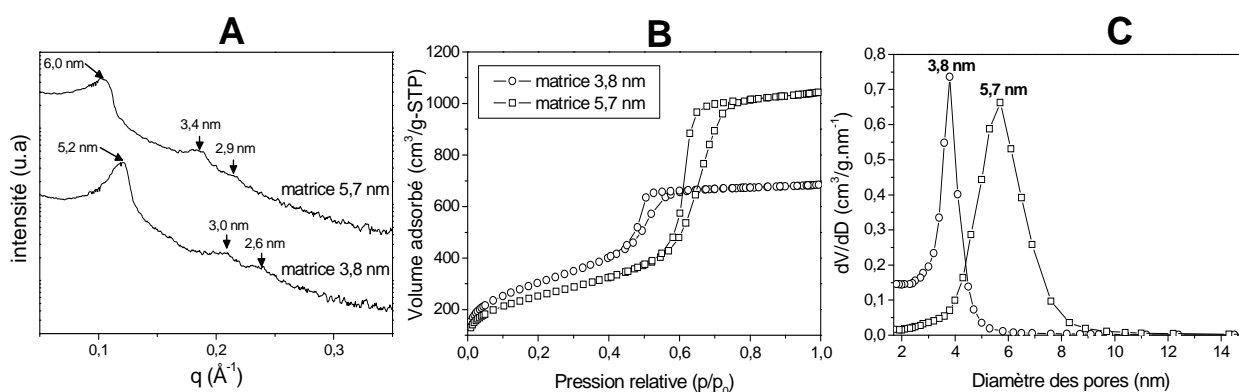 A
6,0 nm
3,4 nm
2,9 nm
5,2 nm
matrice 5,7 nm
3,0 nm
2,6 nm
matrice 3,8 nm
intensité (u.a)
0,1
0,2
0,3
q (Å⁻¹)
B
matrice 3,8 nm
matrice 5,7 nm
Volume adsorbé (cm³/g-STP)
1200
1000
800
600
400
200
0,0
0,2
0,4
0,6
0,8
1,0
Pression relative (p/p₀)
C
3,8 nm
5,7 nm
dV/dD (cm³/g.nm⁻¹)
0,8
0,7
0,6
0,5
0,4
0,3
0,2
0,1
0,0
2
4
6
8
10
12
14
Diamètre des pores (nm)